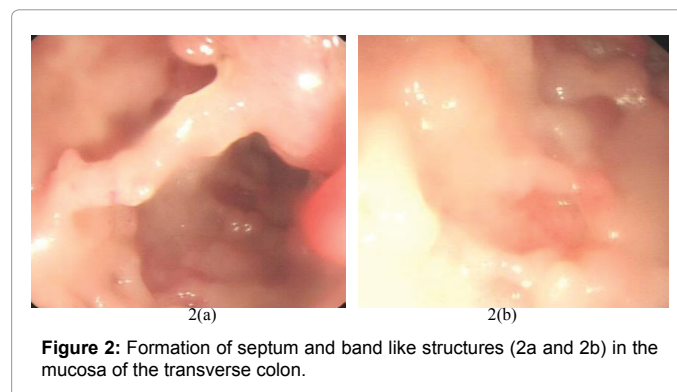 2(a)
2(b)
Figure 2: Formation of septum and band like structures (2a and 2b) in the
mucosa of the transverse colon.